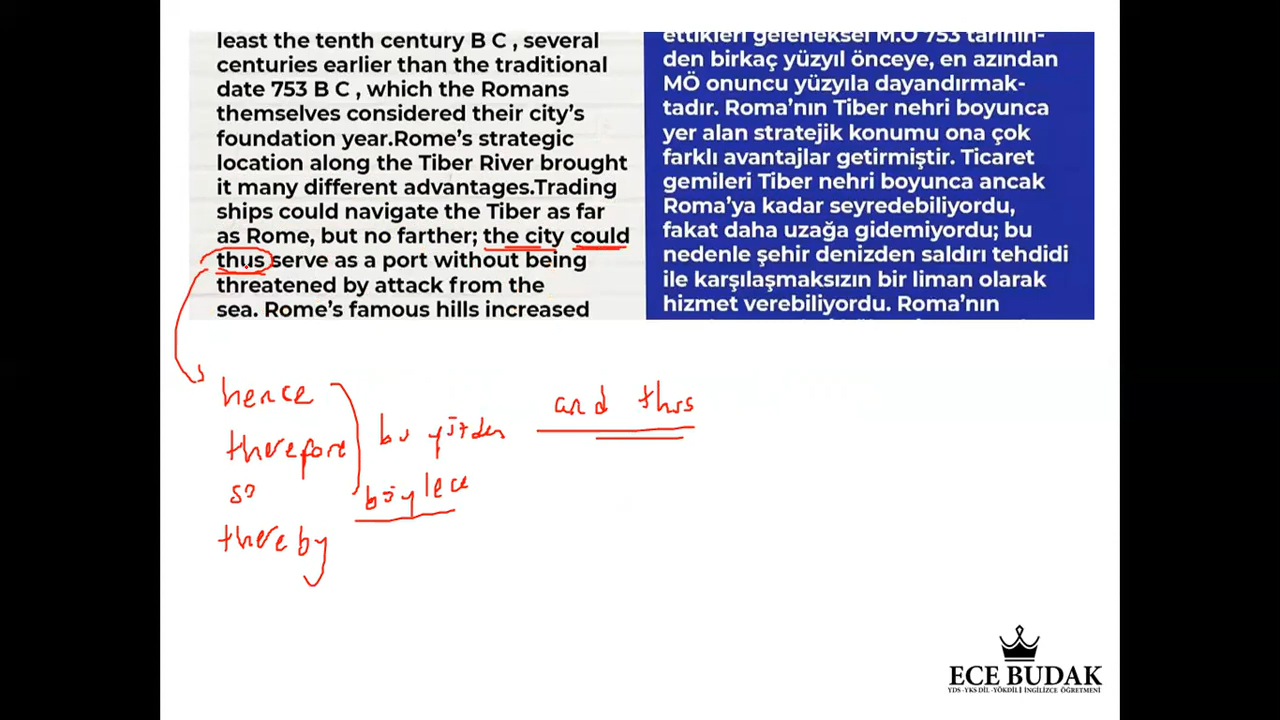 least the tenth century B C , several
centuries earlier than the traditional
date 753 B C , which the Romans
themselves considered their city's
foundation year.Rome's strategic
location along the Tiber River brought
it many different advantages.Trading
ships could navigate the Tiber as far
as Rome, but no farther; the city could
thus serve as a port without being
threatened by attack from the
sea. Rome's famous hills increased
ettikleri geleneksel M.Ö 753 tarihin-
den birkaç yüzyıl önceye, en azından
MÖ onuncu yüzyıla dayandırmak-
tadır. Roma'nın Tiber nehri boyunca
yer alan stratejik konumu ona çok
farklı avantajlar getirmiştir. Ticaret
gemileri Tiber nehri boyunca ancak
Roma'ya kadar seyredebiliyordu,
fakat daha uzağa gidemiyordu; bu
nedenle şehir denizden saldırı tehdidi
ile karşılaşmaksızın bir liman olarak
hizmet verebiliyordu. Roma'nın
hence
therefore
so
thereby
bu yüzden
böylece
and thus
ECE BUDAK
YDS -YKS DİL -YÖKDİL | İNGİLİZCE ÖĞRETMENİ